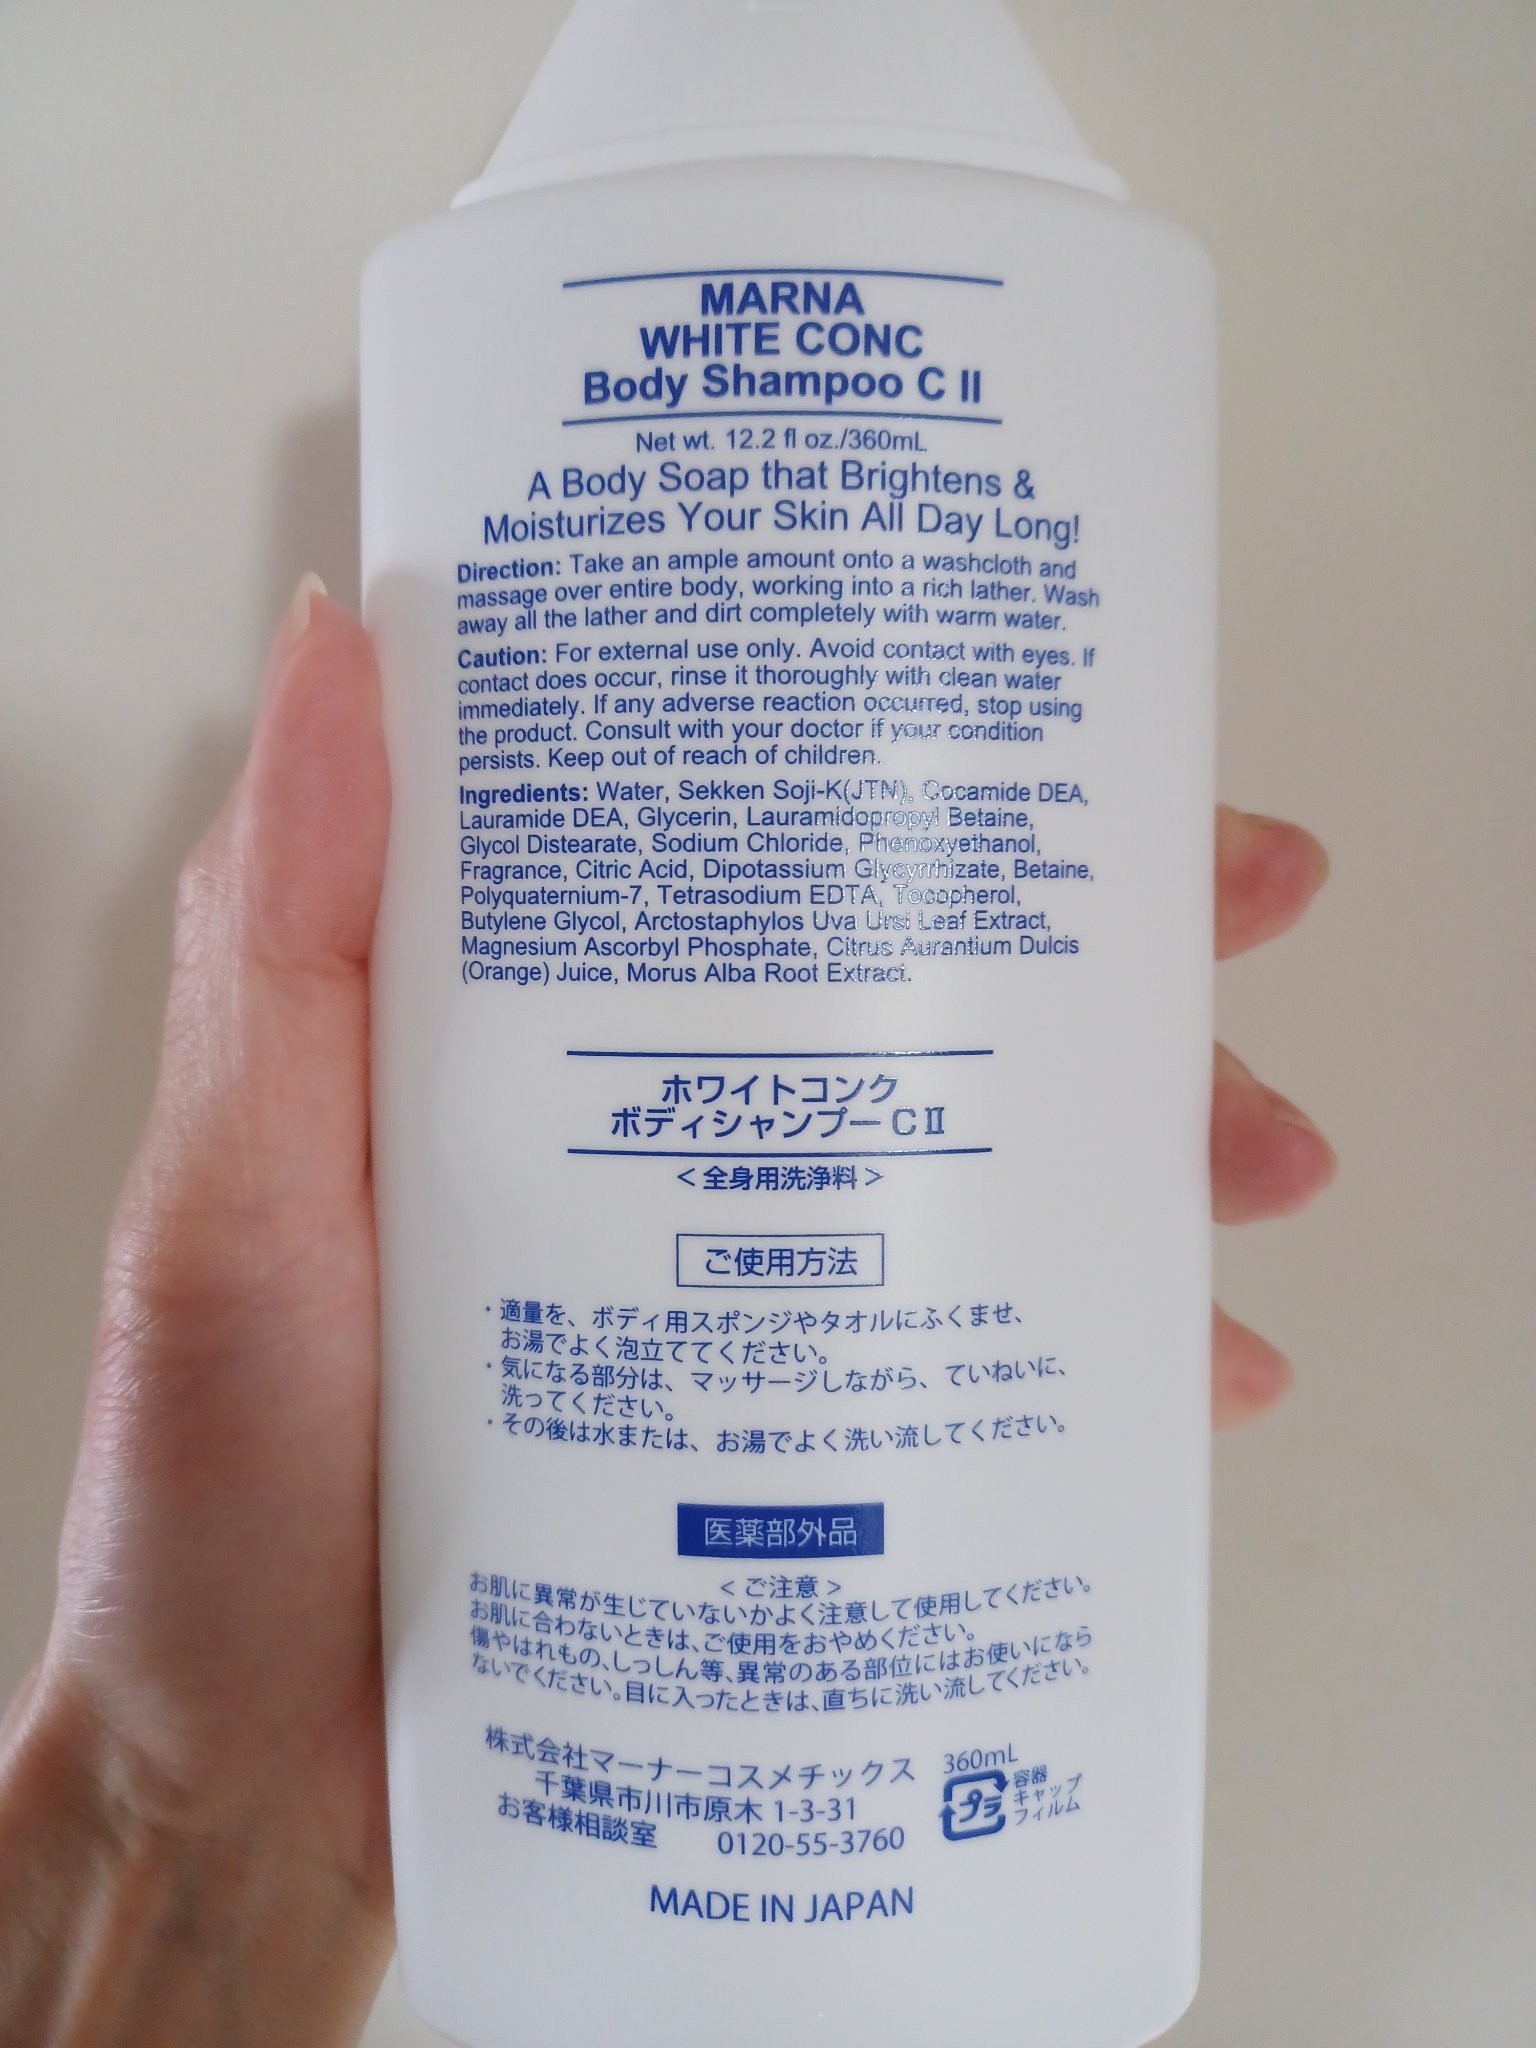 MARNA
WHITE CONC
Body Shampoo C II
Net wt. 12.2 fl oz./360mL
A Body Soap that Brightens &
Moisturizes Your Skin All Day Long!
Direction: Take an ample amount onto a washcloth and
massage over entire body, working into a rich lather. Wash
away all the lather and dirt completely with warm water.
Caution: For external use only. Avoid contact with eyes. If
contact does occur, rinse it thoroughly with clean water
immediately. If any adverse reaction occurred, stop using
the product. Consult with your doctor if your condition
persists. Keep out of reach of children.
Ingredients: Water, Sekken Soji-K(JTN), Cocamide DEA,
Lauramide DEA, Glycerin, Lauramidopropyl Betaine,
Glycol Distearate, Sodium Chloride, Phenoxyethanol,
Fragrance, Citric Acid, Dipotassium Glycyrrhizate, Betaine,
Polyquaternium-7, Tetrasodium EDTA, Tocopherol,
Butylene Glycol, Arctostaphylos Uva Ursi Leaf Extract,
Magnesium Ascorbyl Phosphate, Citrus Aurantium Dulcis
(Orange) Juice, Morus Alba Root Extract.
ホワイトコンク
ボディシャンプーCⅡ
<全身用洗浄料>
ご使用方法
・適量を、ボディ用スポンジやタオルにふくませ、
お湯でよく泡立ててください。
・気になる部分は、マッサージしながら、ていねいに、
洗ってください。
・その後は水または、お湯でよく洗い流してください。
医薬部外品
<ご注意>
お肌に異常が生じていないかよく注意して使用してください。
お肌に合わないときは、ご使用をおやめください。
傷やはれもの、しっしん等、異常のある部位にはお使いになら
ないでください。目に入ったときは、直ちに洗い流してください。
株式会社マーナーコスメチックス
千葉県市川市原木 1-3-31
お客様相談室 0120-55-3760
360mL
プラ
容器
キャップ
フィルム
MADE IN JAPAN